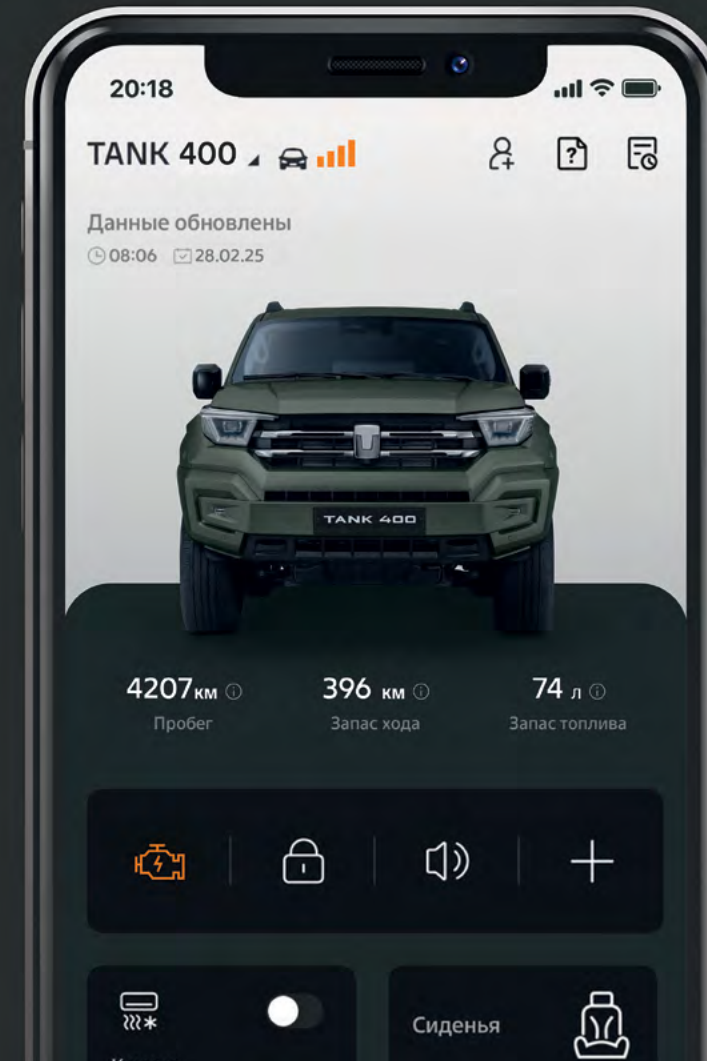 20:18
TANK 400
Данные обновлены
08:06 28.02.25
TANK 400
4207км 396 км 74 л
Пробег Запас хода Запас топлива
Сиденья